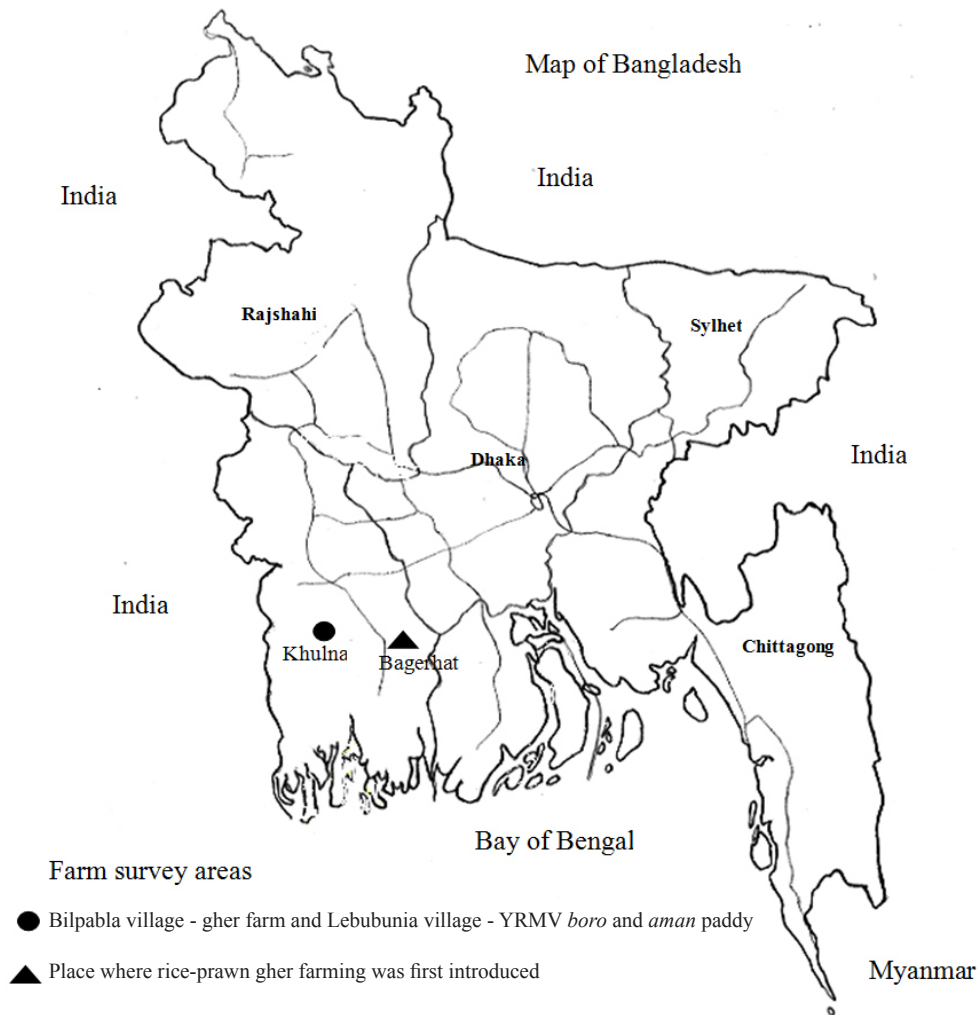 Map of Bangladesh
India
India
Rajshahi
Sylhet
Dhaka
India
India
Khulna
Bagerhat
Chittagong
Bay of Bengal
Farm survey areas
Bilpabla village - gher farm and Lebubunia village - YRMV boro and aman paddy
Place where rice-prawn gher farming was first introduced
Myanmar